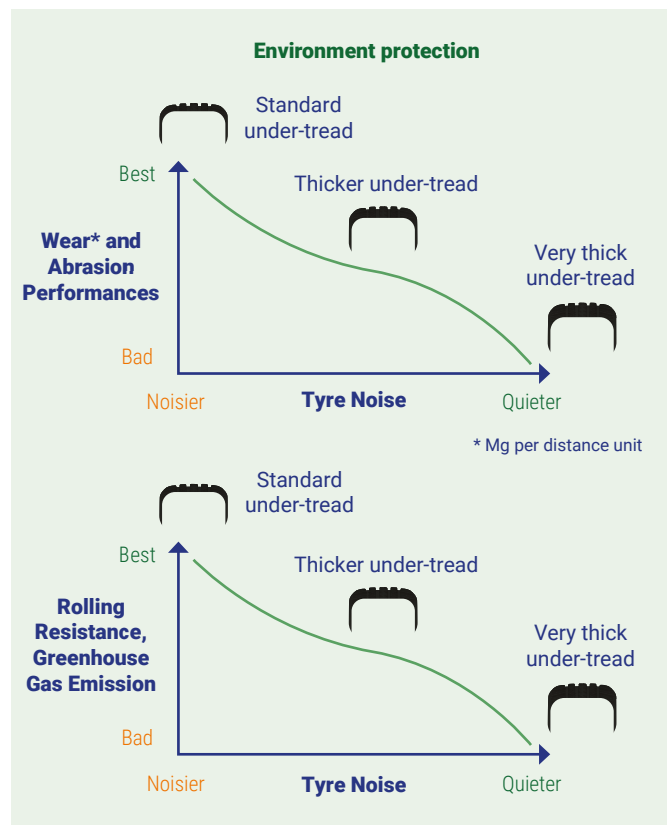 Environment protection
Standard
under-tread
Best
Thicker under-tread
Wear* and
Abrasion
Performances
Very thick
under-tread
Bad
Noisier
Tyre Noise
Quieter
* Mg per distance unit
Standard
under-tread
Best
Thicker under-tread
Rolling
Resistance,
Greenhouse
Gas Emission
Very thick
under-tread
Bad
Noisier
Tyre Noise
Quieter